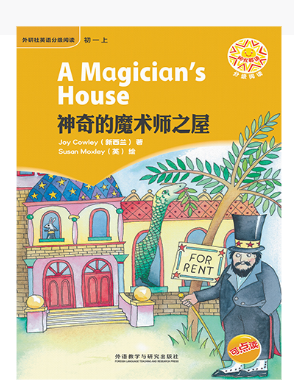 外研社英语分级阅读 初一上
A Magician's
House
神奇的魔术师之屋
Joy Cowley（新西兰）著
Susan Moxley（英）绘
FOR
RENT
可点读
外语教学与研究出版社